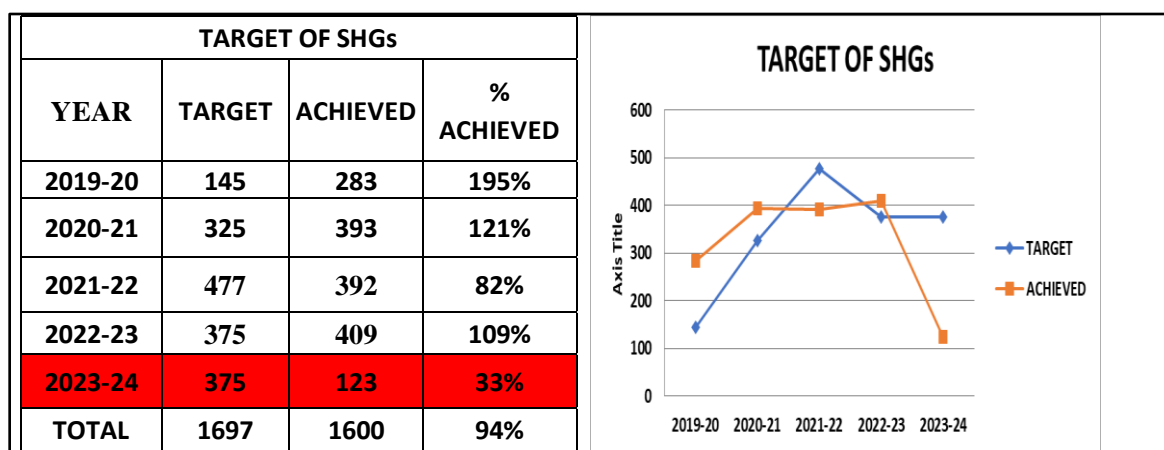 TARGET OF SHGs
YEAR TARGET ACHIEVED % ACHIEVED
2019-20 145 283 195%
2020-21 325 393 121%
2021-22 477 392 82%
2022-23 375 409 109%
2023-24 375 123 33%
TOTAL 1697 1600 94%
TARGET OF SHGs
600
500
400
300
200
100
0
Axis Title
2019-20 2020-21 2021-22 2022-23 2023-24
TARGET
ACHIEVED